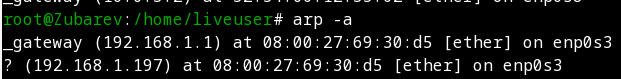 root@Zubarev:/home/liveuser# arp -a
_gateway (192.168.1.1) at 08:00:27:69:30:d5 [ether] on enp0s3
? (192.168.1.197) at 08:00:27:69:30:d5 [ether] on enp0s3